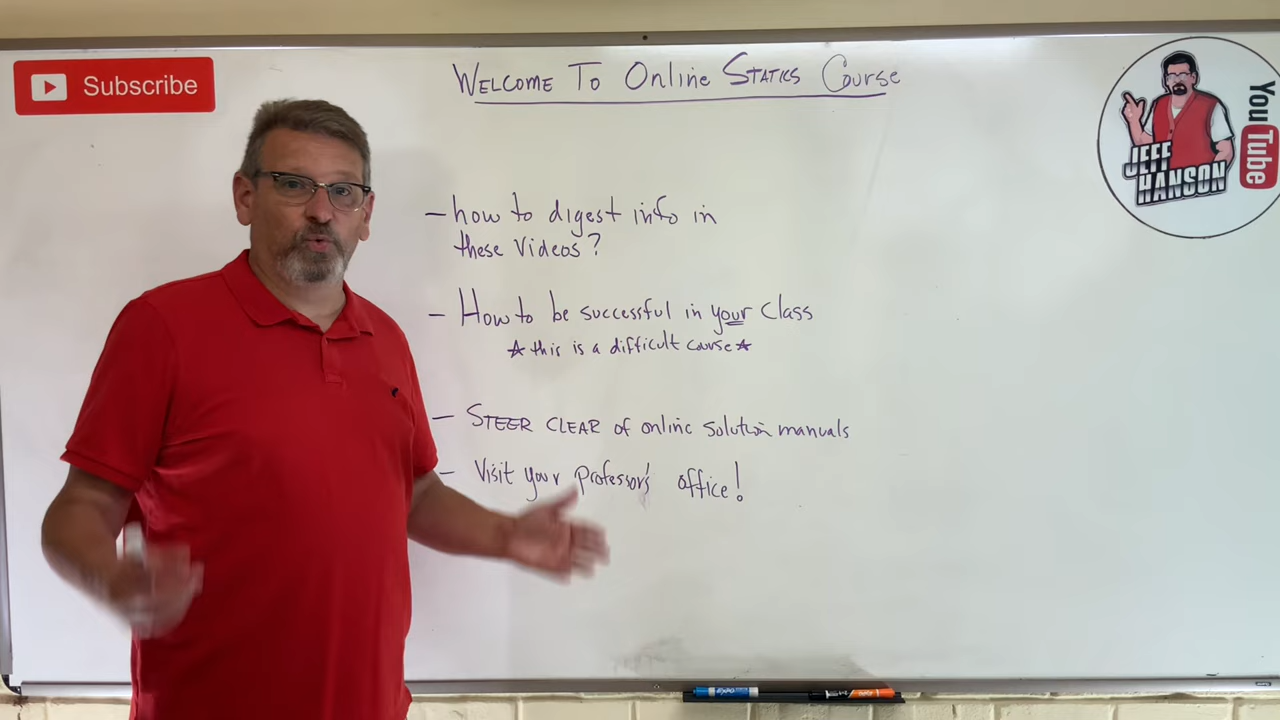 Subscribe
WELCOME TO Online STATICS Course
JEFF
HANSON
YouTube
- how to digest info in
these videos?
- How to be successful in your class
☆ this is a difficult course ☆
- STEER CLEAR of online solution manuals
- Visit your professor's office!
EXPO